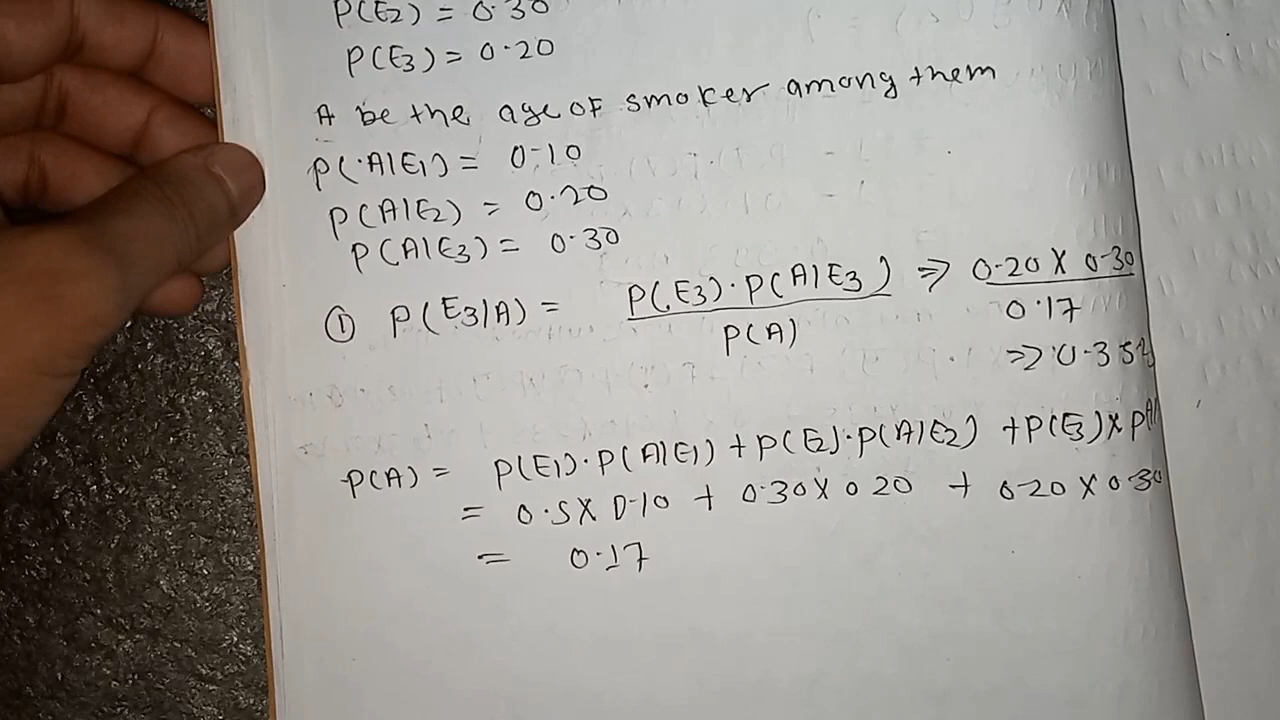 P(E2) = 0.30
P(E3) = 0.20
A be the age of smoker among them
P(A|E1) = 0.10
P(A|E2) = 0.20
P(A|E3) = 0.30
① P(E3|A) = P(E3).P(A|E3) / P(A) => 0.20 X 0.30 / 0.17
=> 0.35
P(A) = P(E1).P(A|E1) + P(E2).P(A|E2) + P(E3) x P(A|
= 0.5 X 0.10 + 0.30 X 0 20 + 0.20 X 0.30
= 0.17